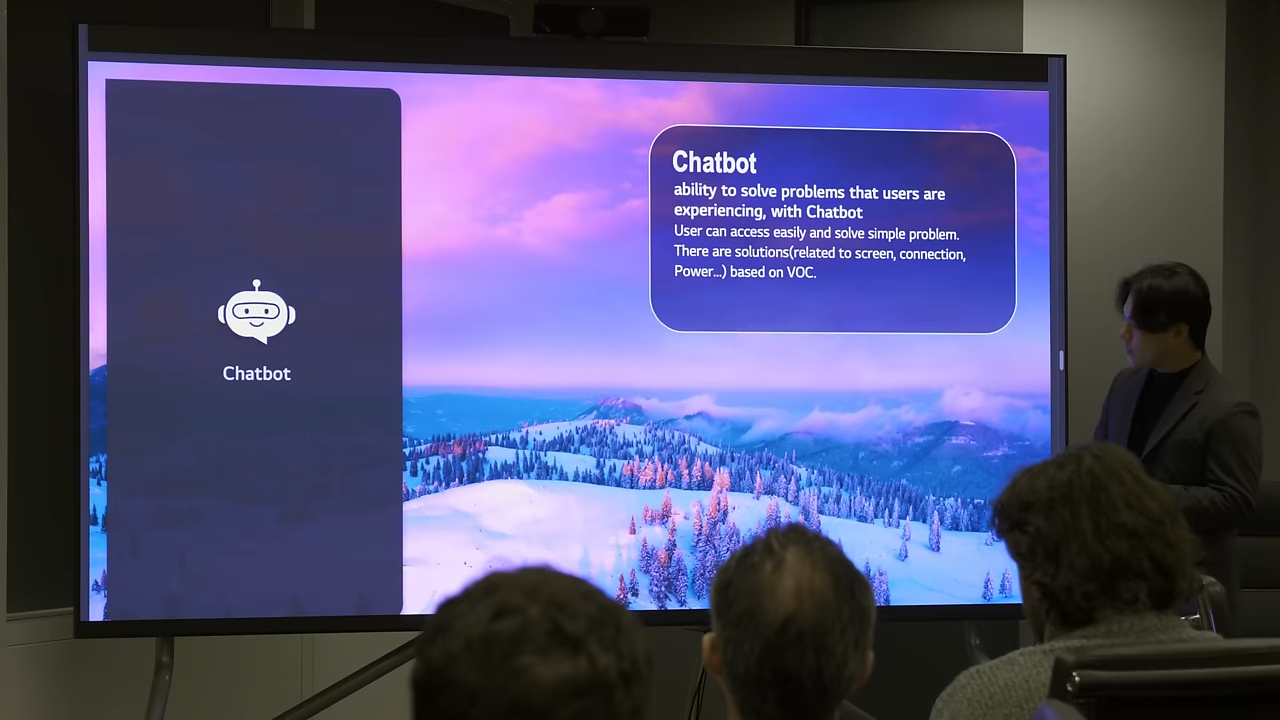 Chatbot
Chatbot
ability to solve problems that users are
experiencing, with Chatbot
User can access easily and solve simple problem.
There are solutions(related to screen, connection,
Power...) based on VOC.